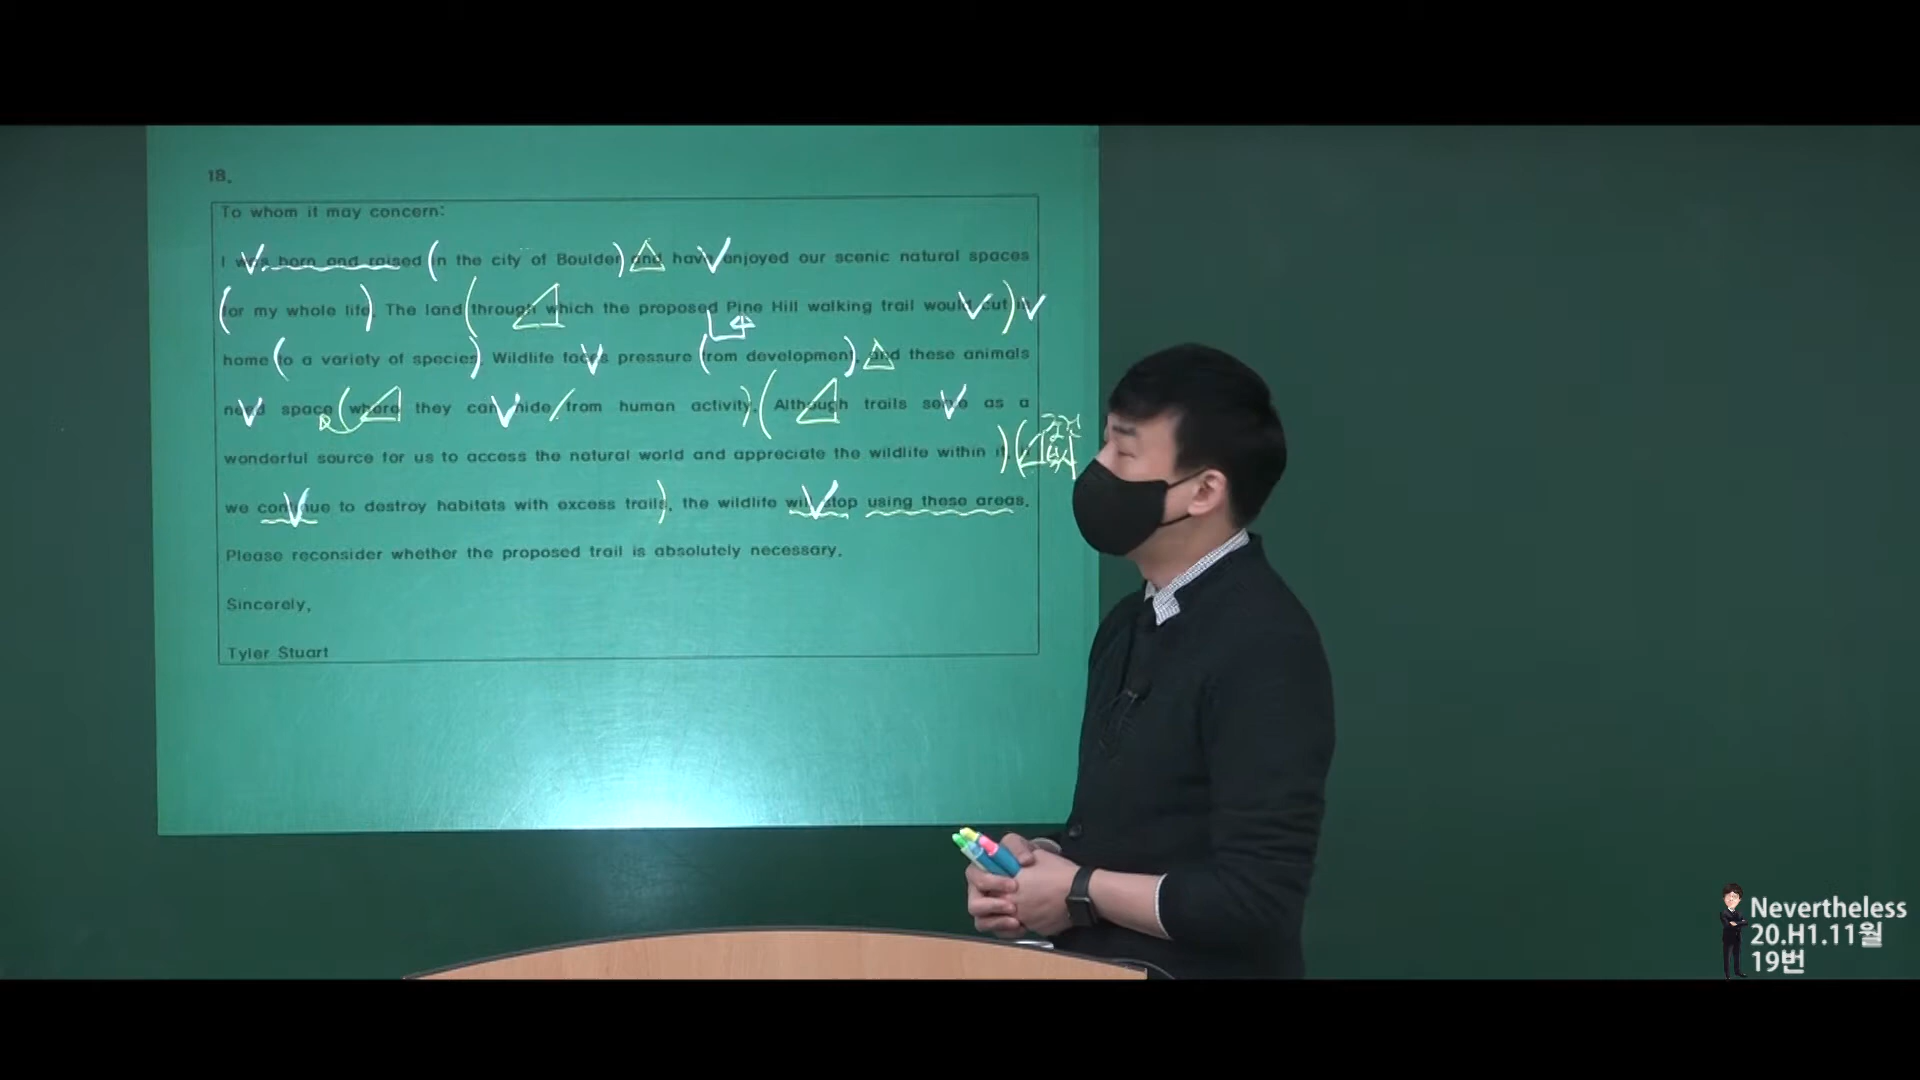 18.
To whom it may concern:
I was born and raised in the city of Boulder and have enjoyed our scenic natural spaces
for my whole life. The land through which the proposed Pine Hill walking trail would cut is
home to a variety of species. Wildlife faces pressure from development, and these animals
need space where they can hide from human activity. Although trails serve as a
wonderful source for us to access the natural world and appreciate the wildlife within it,
we continue to destroy habitats with excess trails, the wildlife will stop using these areas.
Please reconsider whether the proposed trail is absolutely necessary.
Sincerely,
Tyler Stuart
Nevertheless
20.H1.11월
19번